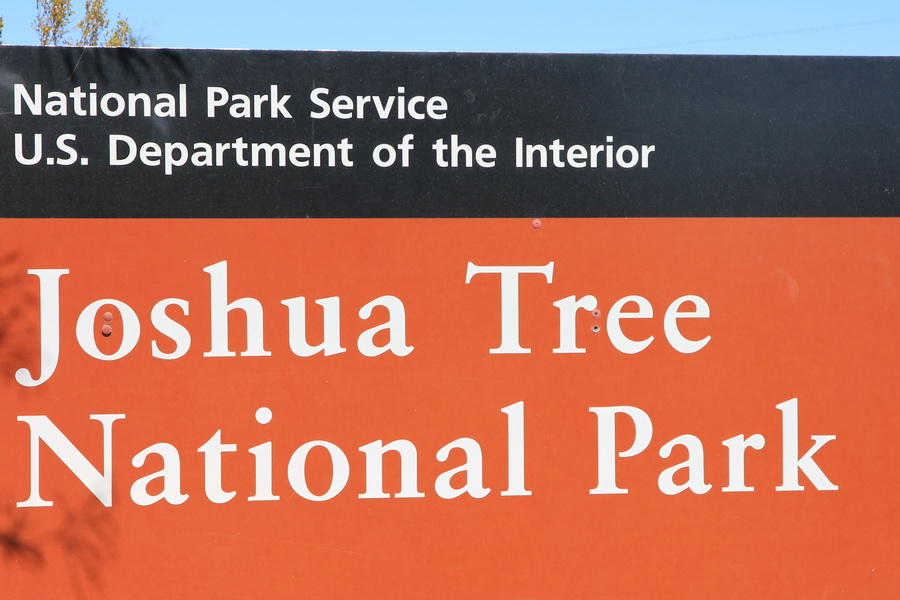 National Park Service
U.S. Department of the Interior
Joshua Tree
National Park